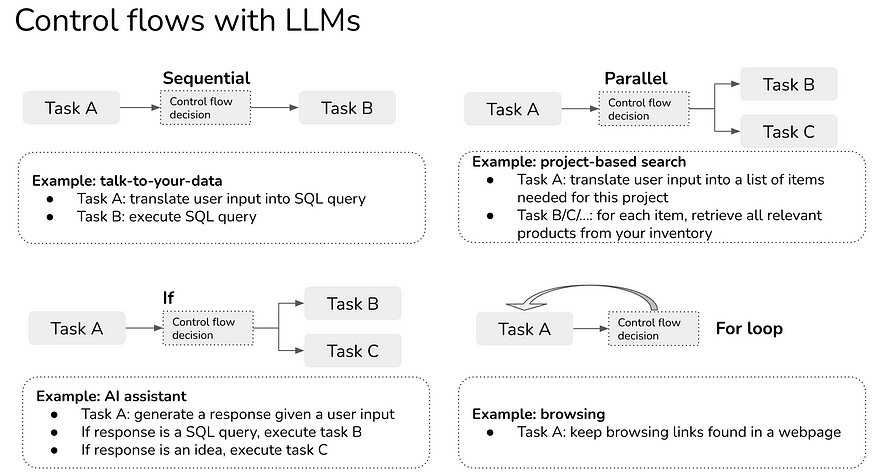 Control flows with LLMs
Sequential
Task A
Control flow
decision
Task B
Example: talk-to-your-data
● Task A: translate user input into SQL query
● Task B: execute SQL query
Parallel
Task A
Control flow
decision
Task B
Task C
Example: project-based search
● Task A: translate user input into a list of items
needed for this project
● Task B/C/...: for each item, retrieve all relevant
products from your inventory
If
Task A
Control flow
decision
Task B
Task C
Example: AI assistant
● Task A: generate a response given a user input
● If response is a SQL query, execute task B
● If response is an idea, execute task C
Task A
Control flow
decision
For loop
Example: browsing
● Task A: keep browsing links found in a webpage